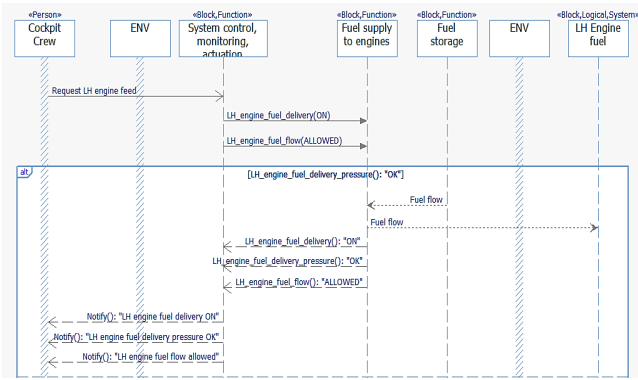 «Person»
«Block,Function»
«Block,Function»
«Block,Function»
«Block,Logical,System»
Cockpit
Crew
ENV
System control,
monitoring,
actuation
Fuel supply
to engines
Fuel
storage
ENV
LH Engine
fuel
Request LH engine feed
LH_engine_fuel_delivery(ON)
LH_engine_fuel_flow(ALLOWED)
alt
[LH_engine_fuel_delivery_pressure(): "OK"]
Fuel flow
Fuel flow
LH_engine_fuel_delivery(): "ON"
LH_engine_fuel_delivery_pressure(): "OK"
LH_engine_fuel_flow(): "ALLOWED"
Notify(): "LH engine fuel delivery ON"
Notify(): "LH engine fuel delivery pressure OK"
Notify(): "LH engine fuel flow allowed"